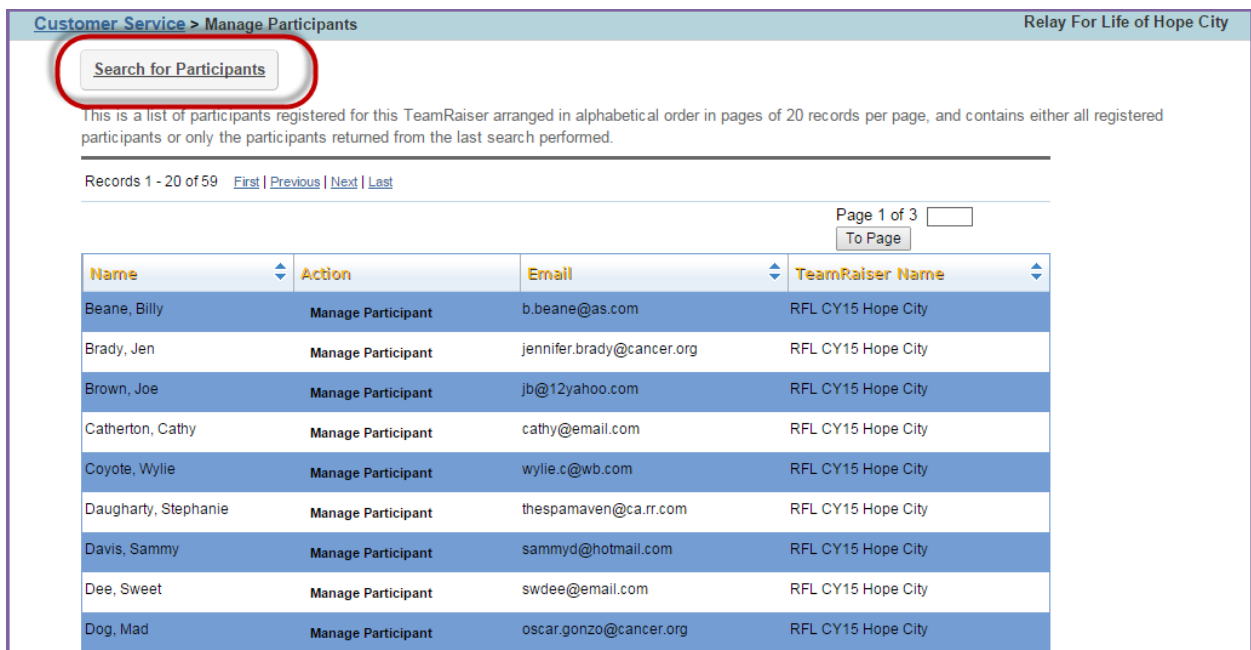 Customer Service > Manage Participants Relay For Life of Hope City
Search for Participants
This is a list of participants registered for this TeamRaiser arranged in alphabetical order in pages of 20 records per page, and contains either all registered
participants or only the participants returned from the last search performed.
Records 1 - 20 of 59 First | Previous | Next | Last
Page 1 of 3
To Page
Name Action Email TeamRaiser Name
Beane, Billy Manage Participant b.beane@as.com RFL CY15 Hope City
Brady, Jen Manage Participant jennifer.brady@cancer.org RFL CY15 Hope City
Brown, Joe Manage Participant jb@12yahoo.com RFL CY15 Hope City
Catherton, Cathy Manage Participant cathy@email.com RFL CY15 Hope City
Coyote, Wylie Manage Participant wylie.c@wb.com RFL CY15 Hope City
Daugharty, Stephanie Manage Participant thespamaven@ca.rr.com RFL CY15 Hope City
Davis, Sammy Manage Participant sammyd@hotmail.com RFL CY15 Hope City
Dee, Sweet Manage Participant swdee@email.com RFL CY15 Hope City
Dog, Mad Manage Participant oscar.gonzo@cancer.org RFL CY15 Hope City